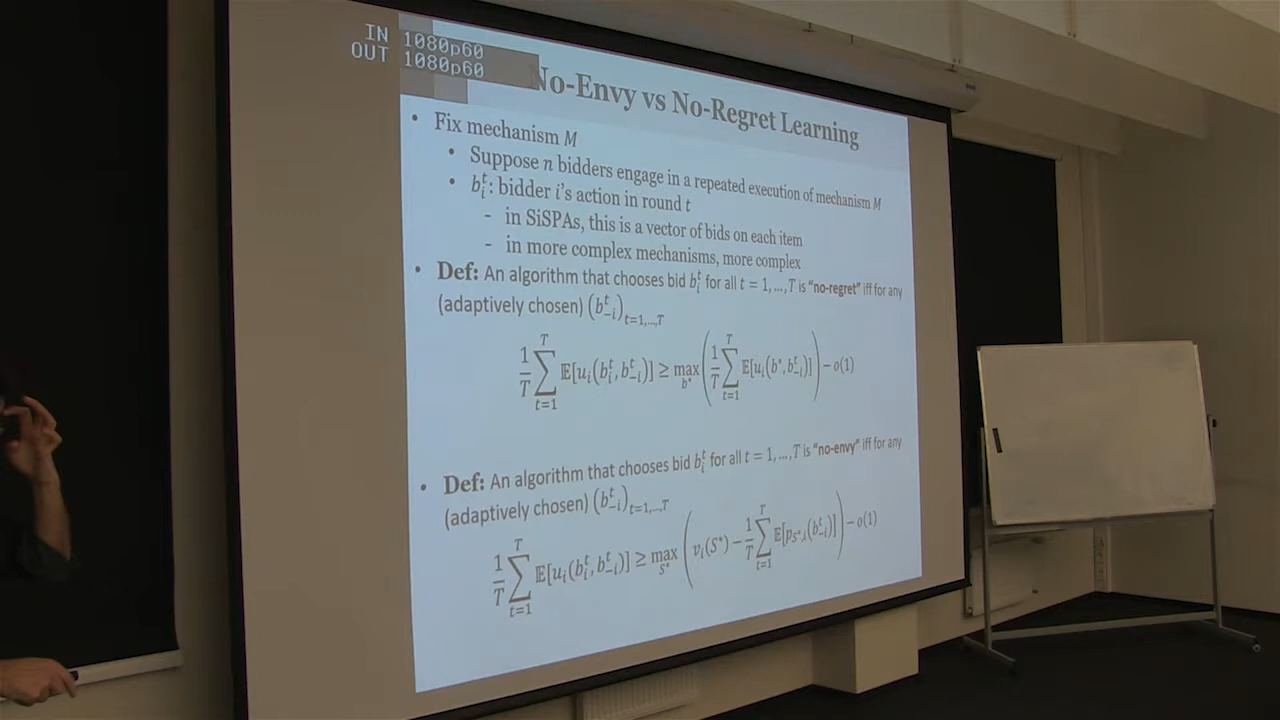 IN 1080p60
OUT 1080p60
No-Envy vs No-Regret Learning
• Fix mechanism M
• Suppose n bidders engage in a repeated execution of mechanism M
• b_i^t: bidder i's action in round t
- in SiSPAs, this is a vector of bids on each item
- in more complex mechanisms, more complex
• Def: An algorithm that chooses bid b_i^t for all t = 1, ..., T is "no-regret" iff for any
(adaptively chosen) (b_{-i}^t)_{t=1,...,T}
1/T ∑_{t=1}^T 𝔼[u_i(b_i^t, b_{-i}^t)] ≥ max_{b*} (1/T ∑_{t=1}^T 𝔼[u_i(b*, b_{-i}^t)]) − o(1)
• Def: An algorithm that chooses bid b_i^t for all t = 1, ..., T is "no-envy" iff for any
(adaptively chosen) (b_{-i}^t)_{t=1,...,T}
1/T ∑_{t=1}^T 𝔼[u_i(b_i^t, b_{-i}^t)] ≥ max_{S*} (v_i(S*) − 1/T ∑_{t=1}^T 𝔼[p_{S*,i}(b_{-i}^t)]) − o(1)